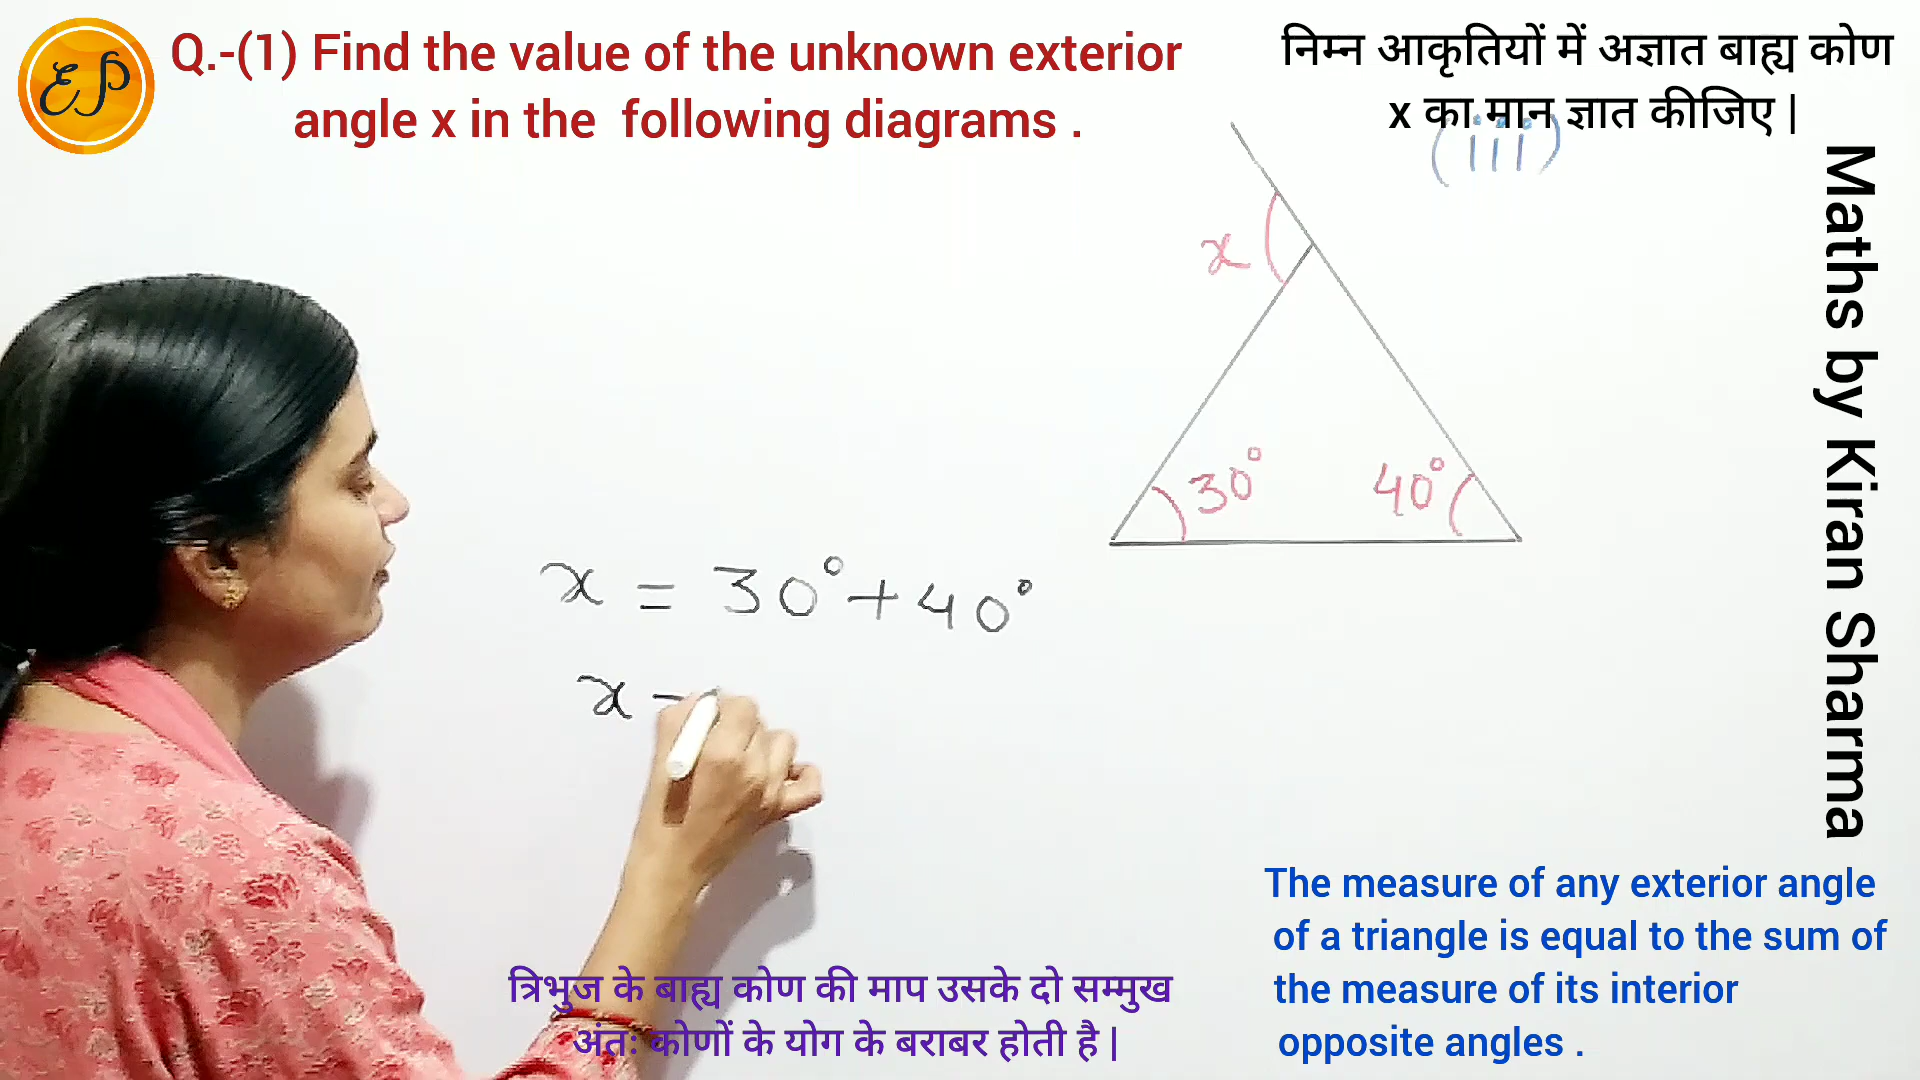 EP
Q.-(1) Find the value of the unknown exterior
angle x in the following diagrams .
निम्न आकृतियों में अज्ञात बाह्य कोण
x का मान ज्ञात कीजिए |
(iii)
x
30° 40°
x = 30° + 40°
x
Maths by Kiran Sharma
The measure of any exterior angle
of a triangle is equal to the sum of
the measure of its interior
opposite angles .
त्रिभुज के बाह्य कोण की माप उसके दो सम्मुख
अंतः कोणों के योग के बराबर होती है |